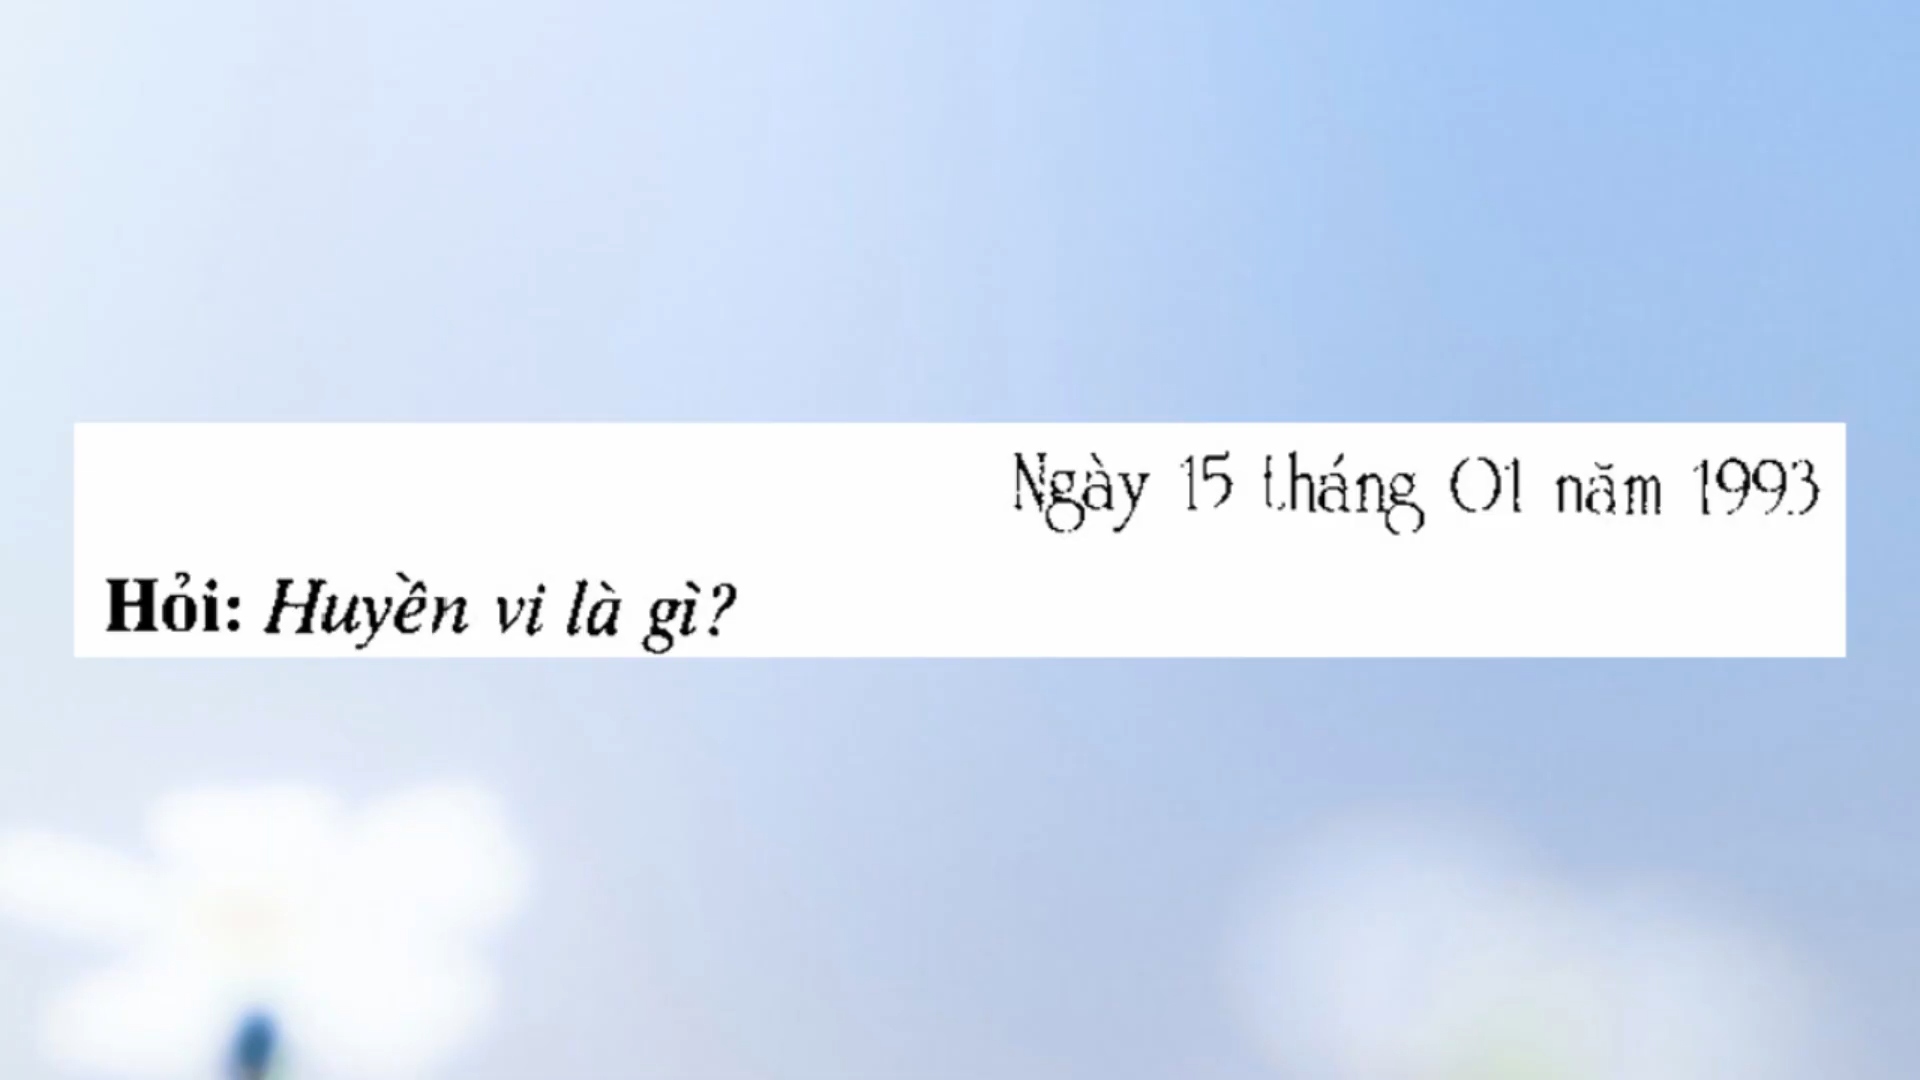 Ngày 15 tháng 01 năm 1993
Hỏi: Huyền vi là gì?